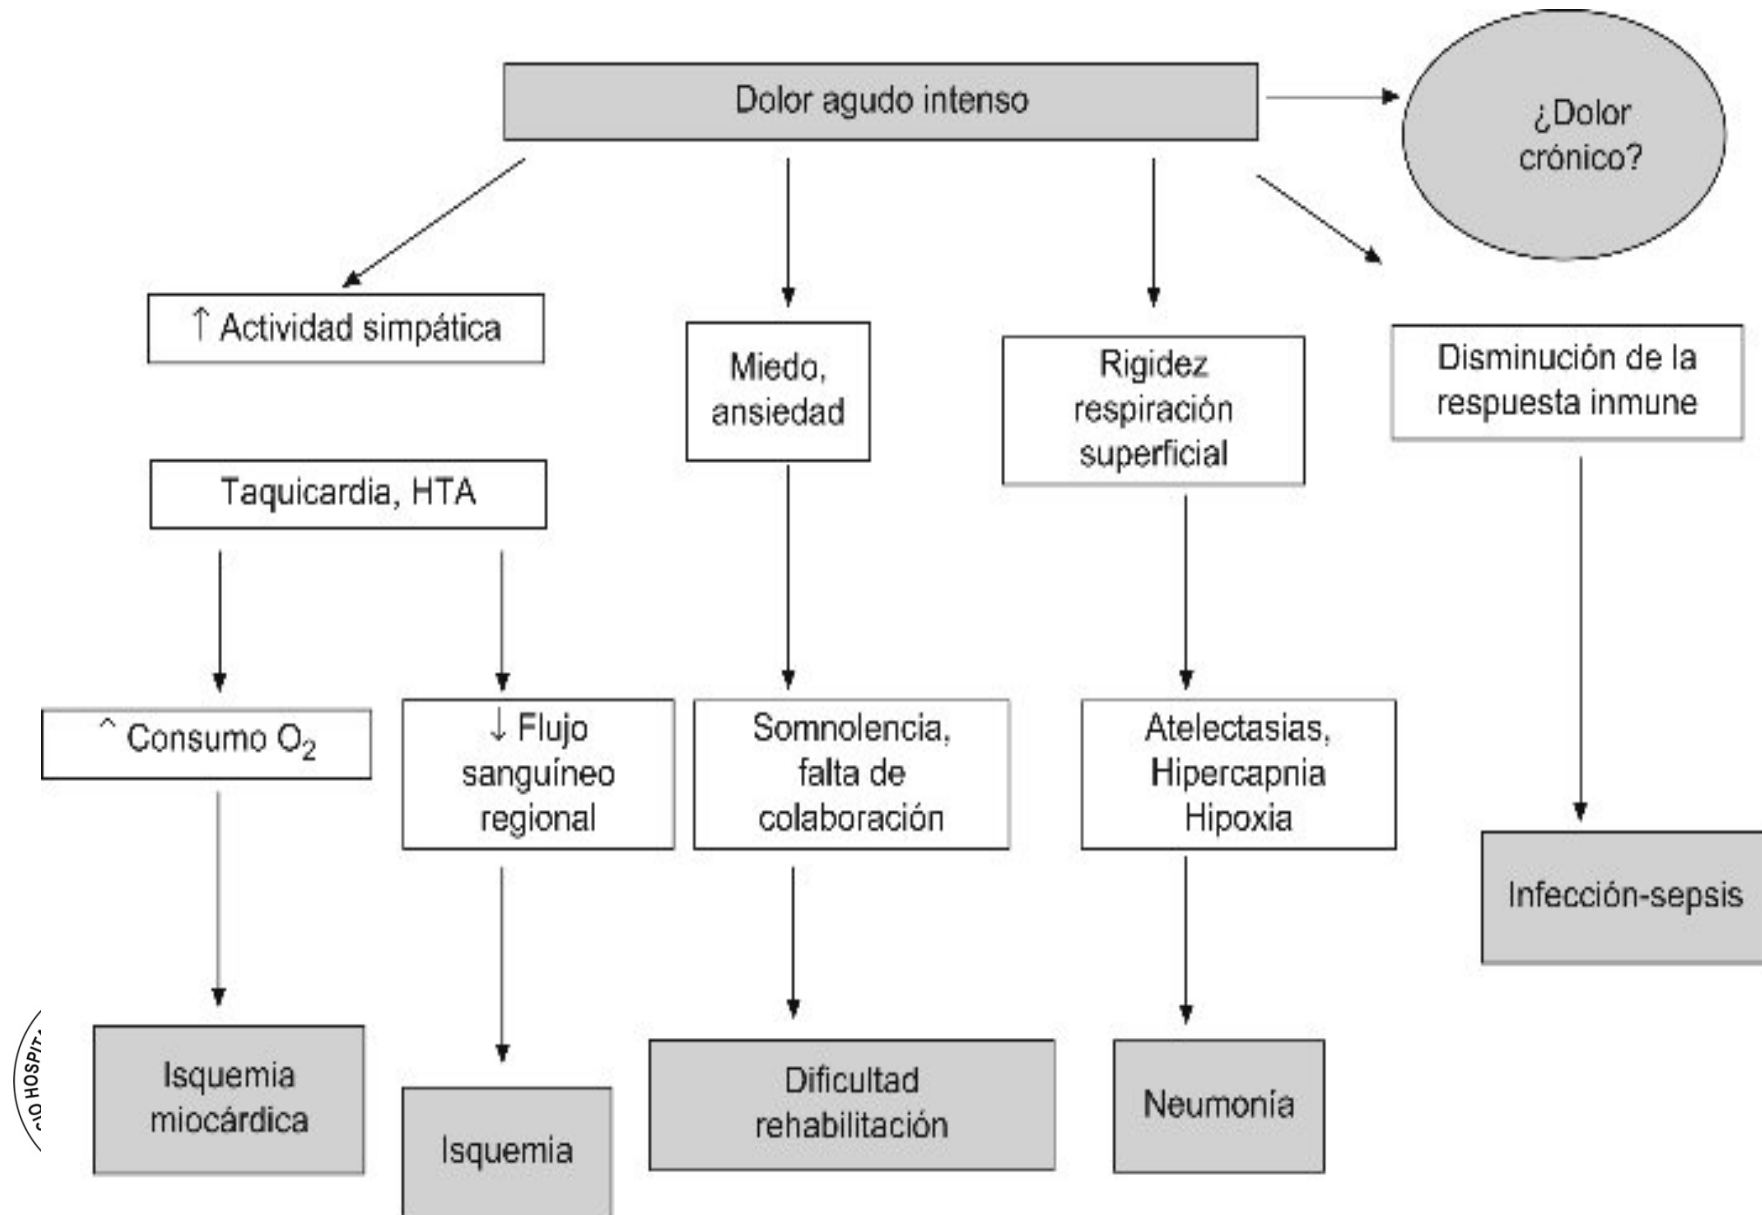 Dolor agudo intenso
¿Dolor
crónico?
↑ Actividad simpática
Miedo,
ansiedad
Rigidez
respiración
superficial
Disminución de la
respuesta inmune
Taquicardia, HTA
^ Consumo O₂
↓ Flujo
sanguíneo
regional
Somnolencia,
falta de
colaboración
Atelectasias,
Hipercapnia
Hipoxia
Infección-sepsis
Isquemia
miocárdica
Isquemia
Dificultad
rehabilitación
Neumonía